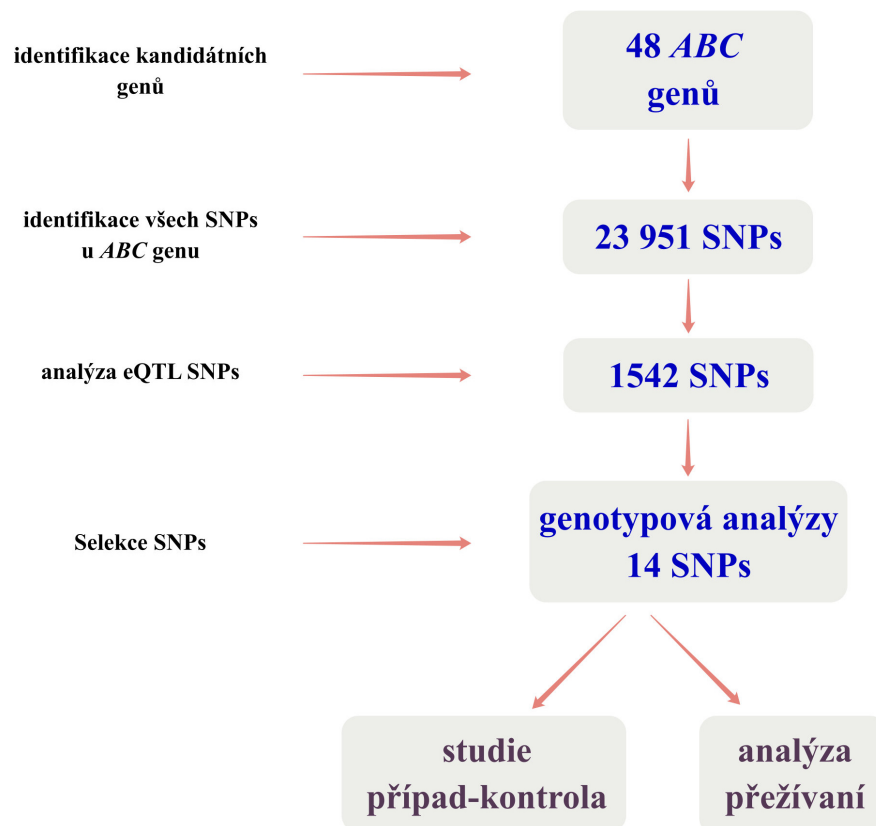 identifikace kandidátních
genů
48 ABC
genů
identifikace všech SNPs
u ABC genu
23 951 SNPs
analýza eQTL SNPs
1542 SNPs
Selekce SNPs
genotypová analýzy
14 SNPs
studie
případ-kontrola
analýza
přežívaní